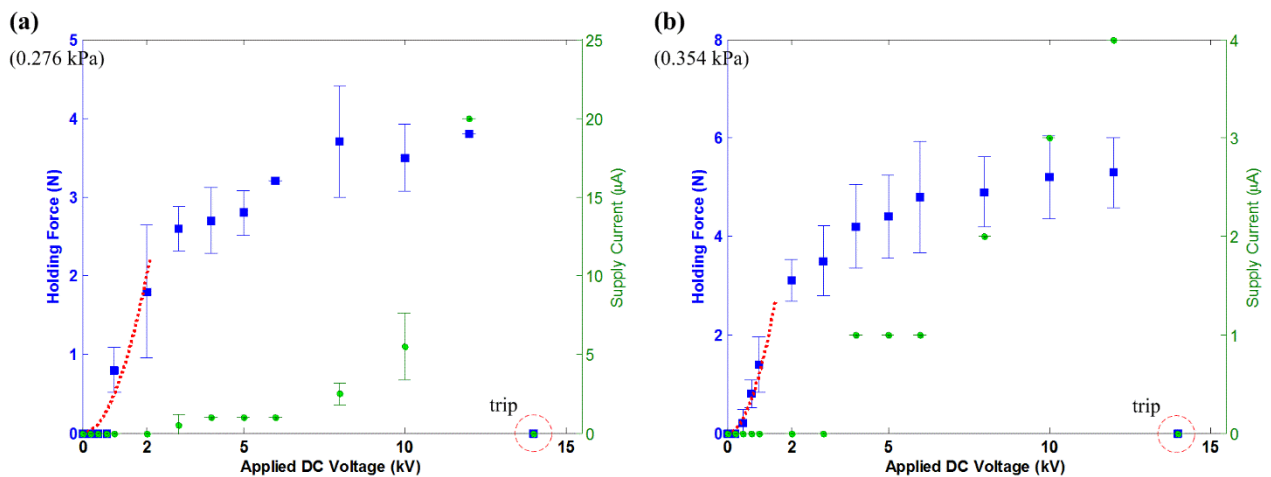 (a)
(0.276 kPa)
5
4
3
2
1
0
Holding Force (N)
25
20
15
10
5
0
Supply Current (µA)
trip
0 2 5 10 15
Applied DC Voltage (kV)
(b)
(0.354 kPa)
8
6
4
2
0
Holding Force (N)
4
3
2
1
0
Supply Current (µA)
trip
0 2 5 10 15
Applied DC Voltage (kV)